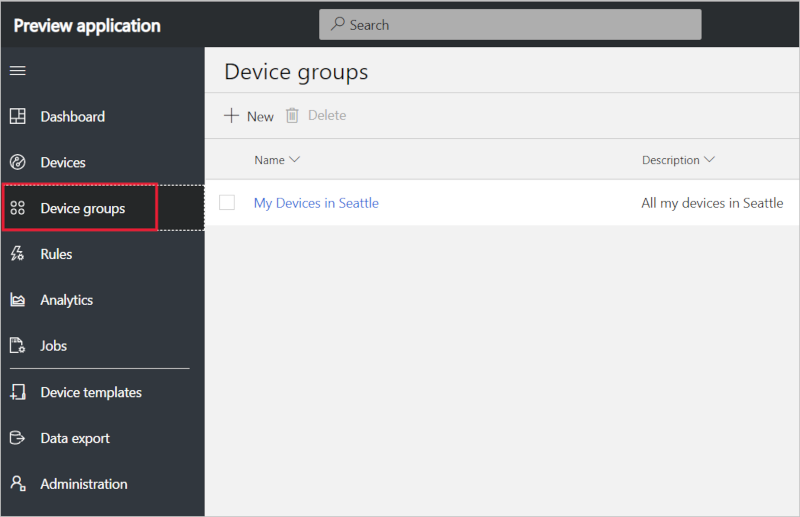 Preview application
Search
Device groups
New
Delete
Name
Description
My Devices in Seattle
All my devices in Seattle
Dashboard
Devices
Device groups
Rules
Analytics
Jobs
Device templates
Data export
Administration